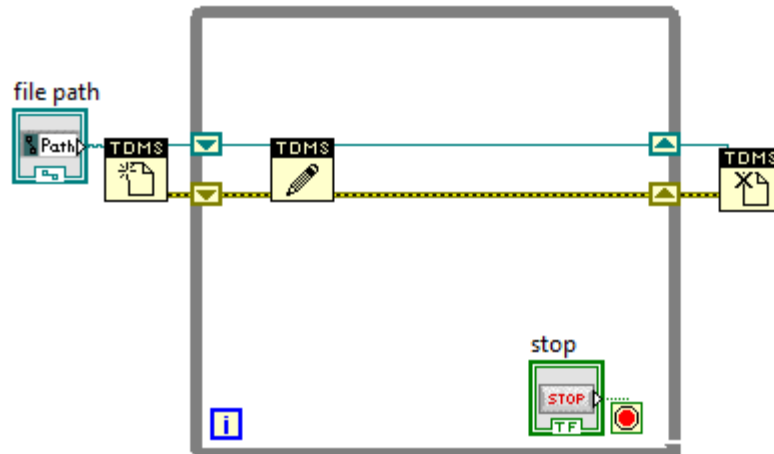 file path
Path
TDMS
TDMS
TDMS
stop
STOP
TF
i